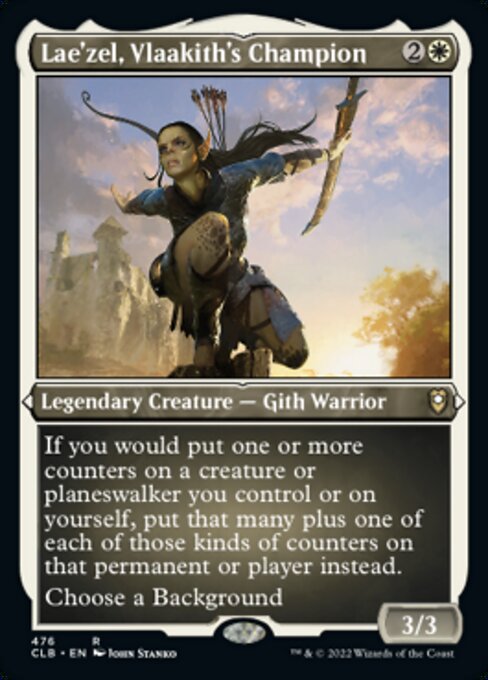 Lae'zel, Vlaakith's Champion 2
Legendary Creature — Gith Warrior
If you would put one or more
counters on a creature or
planeswalker you control or on
yourself, put that many plus one of
each of those kinds of counters on
that permanent or player instead.
Choose a Background
3/3
476 R
CLB • EN John Stanko
™ & © 2022 Wizards of the Coast